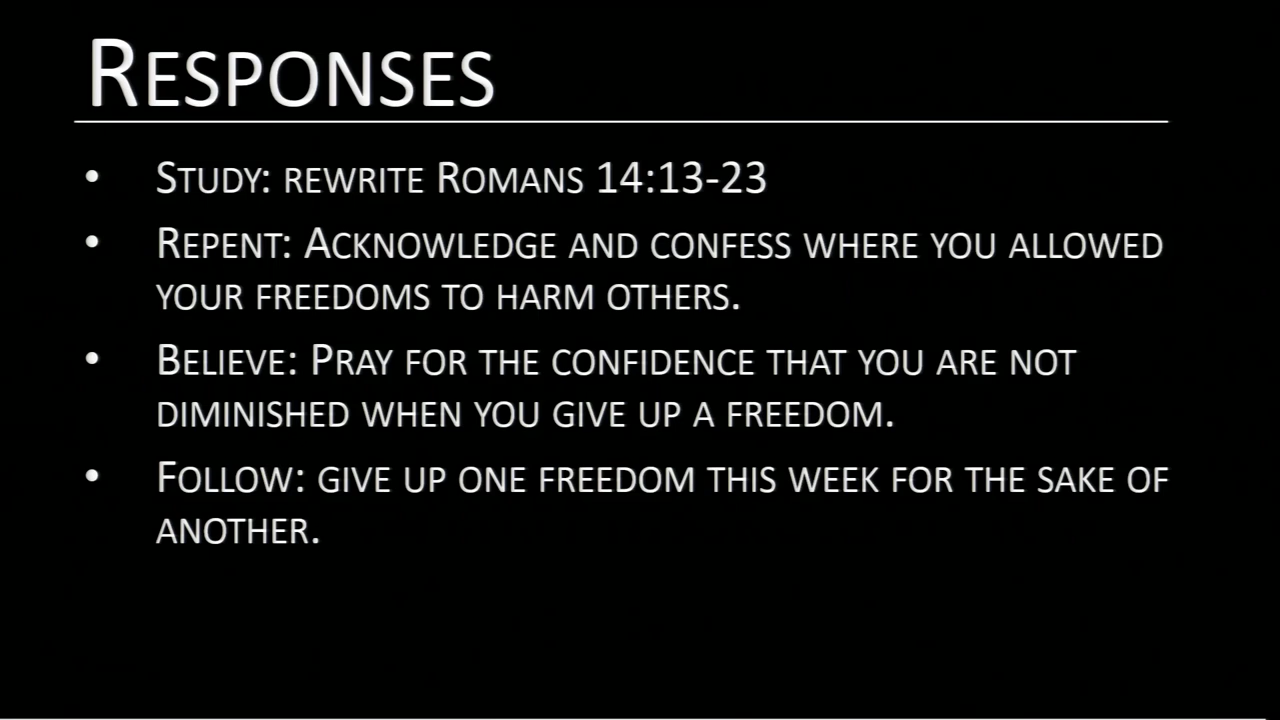 Responses
• Study: rewrite Romans 14:13-23
• Repent: Acknowledge and confess where you allowed
your freedoms to harm others.
• Believe: Pray for the confidence that you are not
diminished when you give up a freedom.
• Follow: give up one freedom this week for the sake of
another.